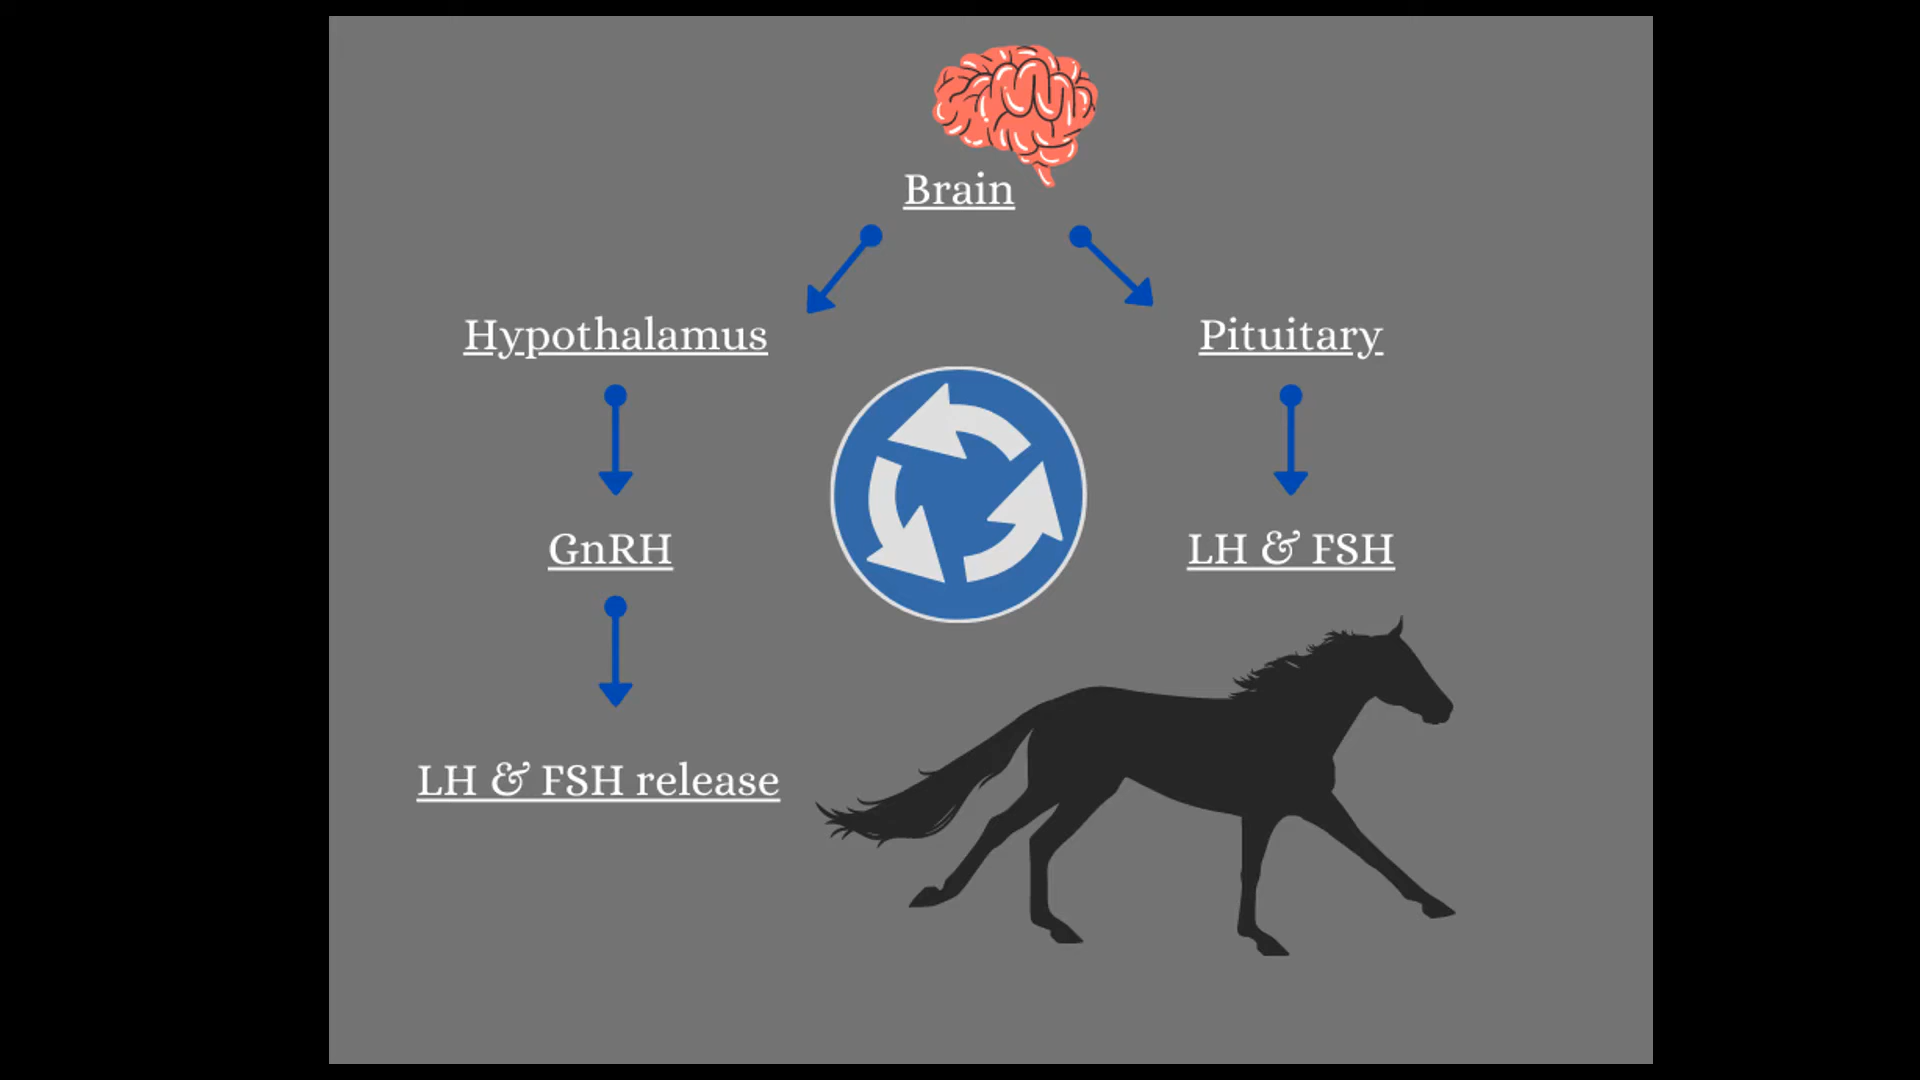 Brain
Hypothalamus
Pituitary
GnRH
LH & FSH
LH & FSH release